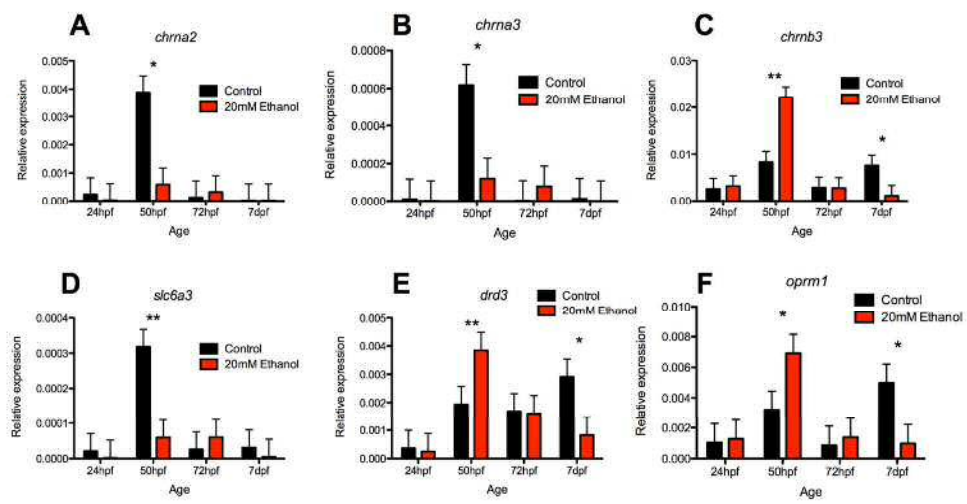 A
chrna2
0.005
0.004
0.003
0.002
0.001
0.000
Relative expression
*
Control
20mM Ethanol
24hpf 50hpf 72hpf 7dpf
Age
B
chrna3
0.0008
0.0006
0.0004
0.0002
0.0000
Relative expression
*
Control
20mM Ethanol
24hpf 50hpf 72hpf 7dpf
Age
C
chrnb3
0.03
0.02
0.01
0.00
Relative expression
**
*
Control
20mM Ethanol
24hpf 50hpf 72hpf 7dpf
Age
D
slc6a3
0.0004
0.0003
0.0002
0.0001
0.0000
Relative expression
**
Control
20mM Ethanol
24hpf 50hpf 72hpf 7dpf
Age
E
drd3
0.005
0.004
0.003
0.002
0.001
0.000
Relative expression
**
*
Control
20mM Ethanol
24hpf 50hpf 72hpf 7dpf
Age
F
oprm1
0.010
0.008
0.006
0.004
0.002
0.000
Relative expression
*
*
Control
20mM Ethanol
24hpf 50hpf 72hpf 7dpf
Age